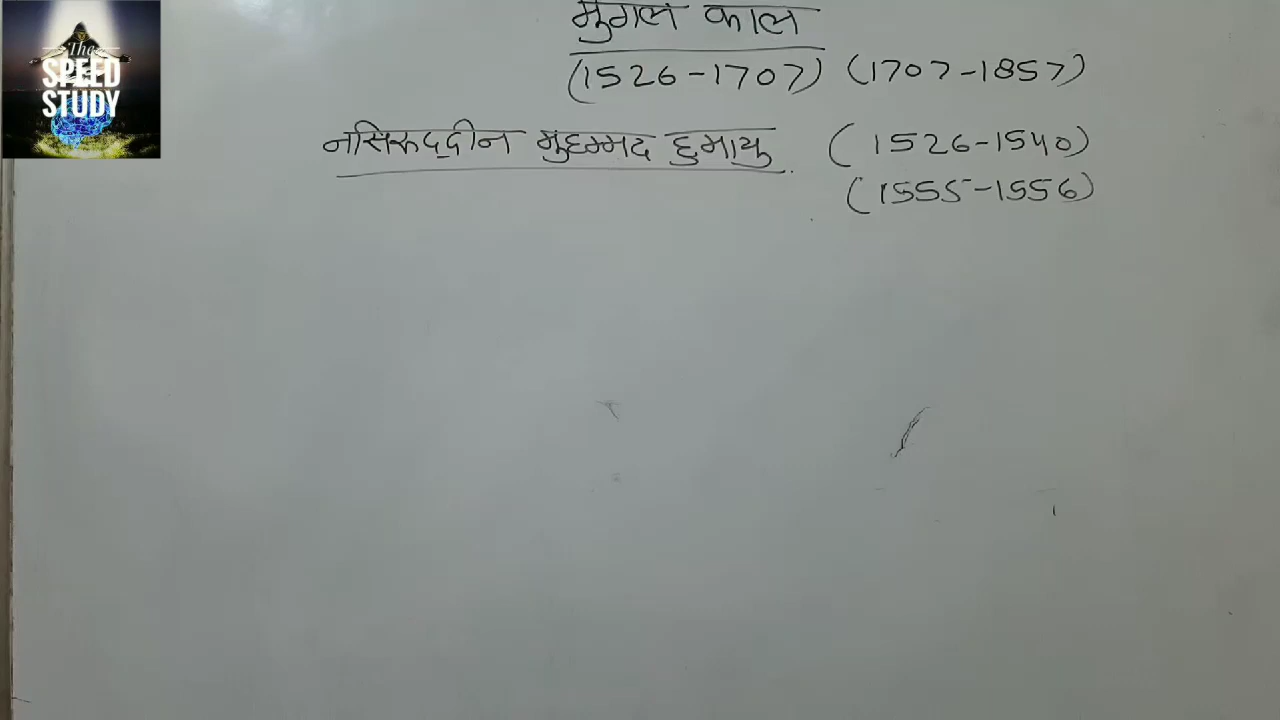 The
SPEED
STUDY
मुगल काल
(1526-1707) (1707-1857)
नसिरुद्दीन मुहम्मद हुमायु (1526-1540)
(1555-1556)